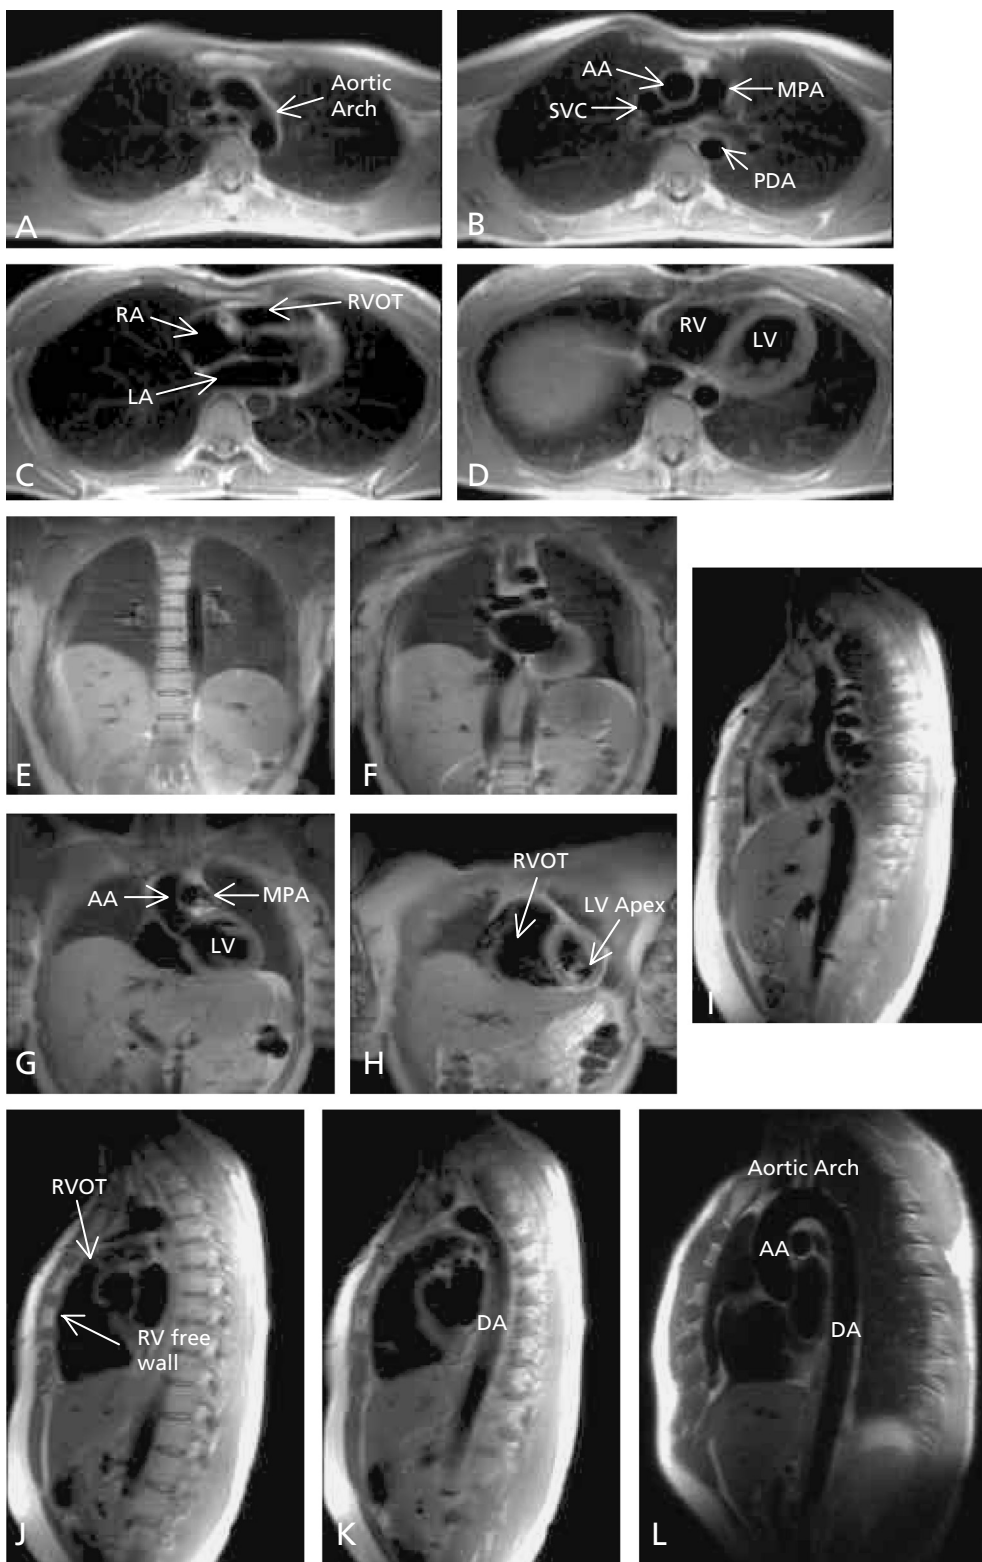 Aortic
Arch
A
AA
MPA
SVC
PDA
B
RVOT
RA
LA
C
RV
LV
D
E
F
I
AA
MPA
LV
G
RVOT
LV Apex
H
RVOT
RV free
wall
J
DA
K
Aortic Arch
AA
DA
L